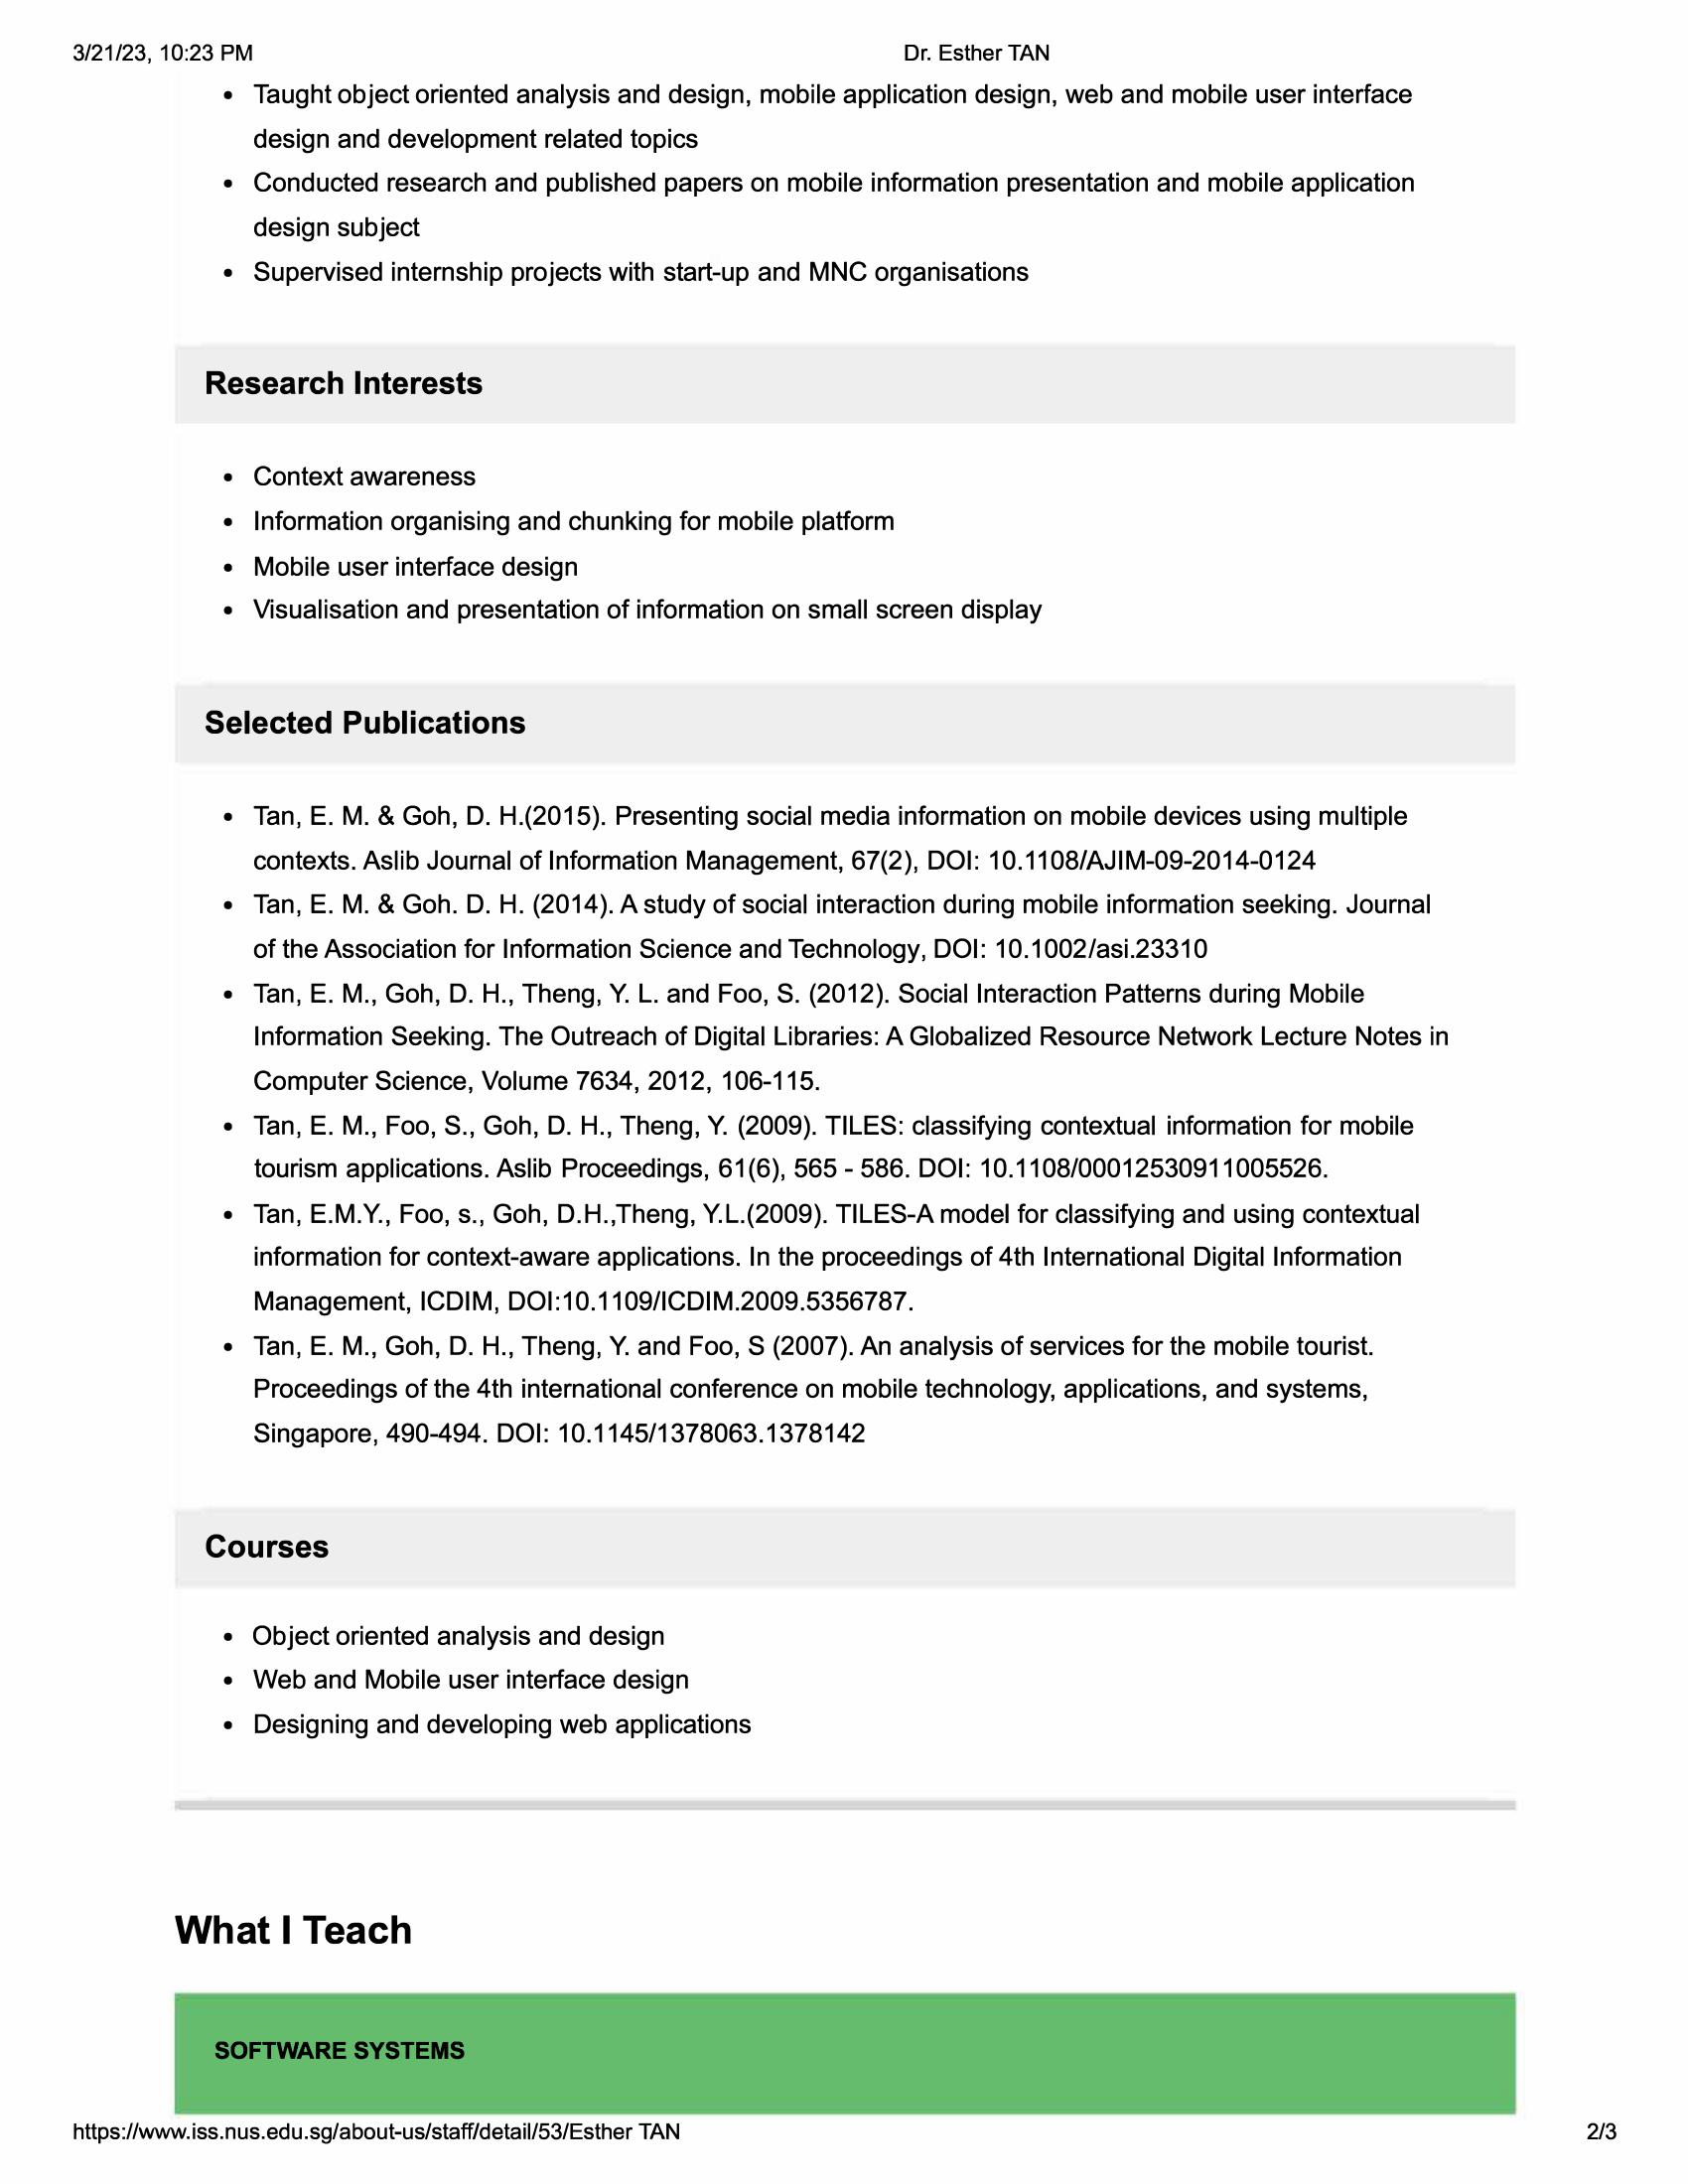 3/21/23, 10:23 PM Dr. Esther TAN
• Taught object oriented analysis and design, mobile application design, web and mobile user interface
design and development related topics
• Conducted research and published papers on mobile information presentation and mobile application
design subject
• Supervised internship projects with start-up and MNC organisations
Research Interests
• Context awareness
• Information organising and chunking for mobile platform
• Mobile user interface design
• Visualisation and presentation of information on small screen display
Selected Publications
• Tan, E. M. & Goh, D. H.(2015). Presenting social media information on mobile devices using multiple
contexts. Aslib Journal of Information Management, 67(2), DOI: 10.1108/AJIM-09-2014-0124
• Tan, E. M. & Goh. D. H. (2014). A study of social interaction during mobile information seeking. Journal
of the Association for Information Science and Technology, DOI: 10.1002/asi.23310
• Tan, E. M., Goh, D. H., Theng, Y. L. and Foo, S. (2012). Social Interaction Patterns during Mobile
Information Seeking. The Outreach of Digital Libraries: A Globalized Resource Network Lecture Notes in
Computer Science, Volume 7634, 2012, 106-115.
• Tan, E. M., Foo, S., Goh, D. H., Theng, Y. (2009). TILES: classifying contextual information for mobile
tourism applications. Aslib Proceedings, 61(6), 565 - 586. DOI: 10.1108/00012530911005526.
• Tan, E.M.Y., Foo, s., Goh, D.H.,Theng, Y.L.(2009). TILES-A model for classifying and using contextual
information for context-aware applications. In the proceedings of 4th International Digital Information
Management, ICDIM, DOI:10.1109/ICDIM.2009.5356787.
• Tan, E. M., Goh, D. H., Theng, Y. and Foo, S (2007). An analysis of services for the mobile tourist.
Proceedings of the 4th international conference on mobile technology, applications, and systems,
Singapore, 490-494. DOI: 10.1145/1378063.1378142
Courses
• Object oriented analysis and design
• Web and Mobile user interface design
• Designing and developing web applications
What I Teach
SOFTWARE SYSTEMS
https://www.iss.nus.edu.sg/about-us/staff/detail/53/Esther TAN 2/3